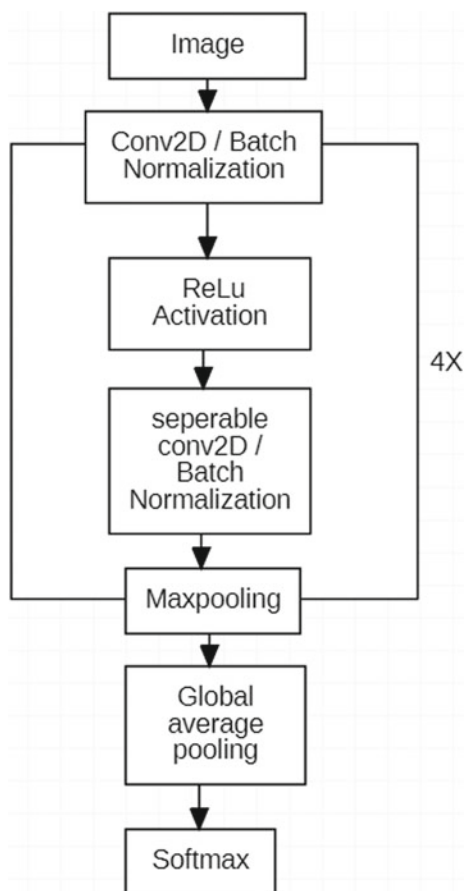 Image
Conv2D / Batch
Normalization
ReLu
Activation
4X
seperable
conv2D /
Batch
Normalization
Maxpooling
Global
average
pooling
Softmax